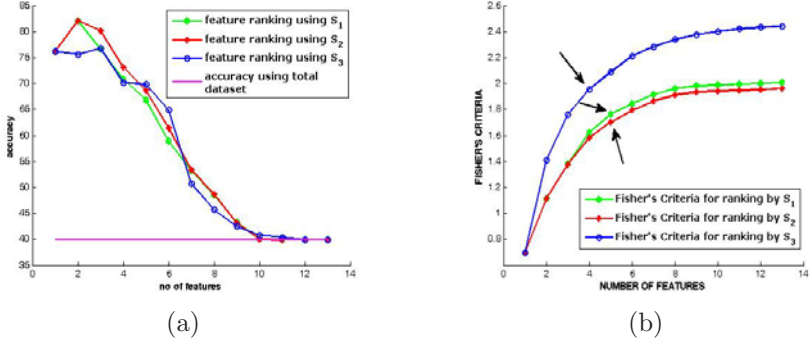 85
80
75
70
65
60
55
50
45
40
35
accuracy
0 2 4 6 8 10 12 14
no of features
feature ranking using S1
feature ranking using S2
feature ranking using S3
accuracy using total
dataset
(a)
2.4
2.2
2
1.8
1.6
1.4
1.2
1
0.8
FISHER'S CRITERIA
0 2 4 6 8 10 12 14
NUMBER OF FEATURES
Fisher's Criteria for ranking by S1
Fisher's Criteria for ranking by S2
Fisher's Criteria for ranking by S3
(b)